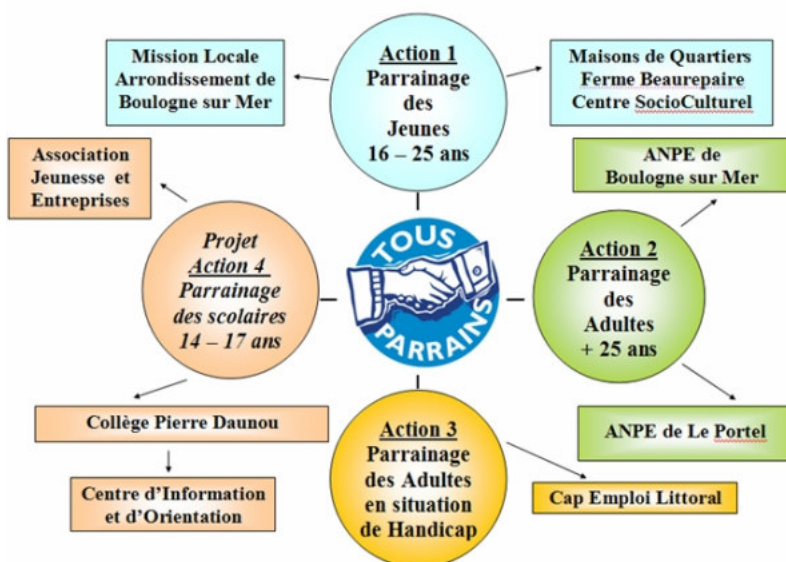 Mission Locale
Arrondissement de
Boulogne sur Mer
Action 1
Parrainage
des
Jeunes
16 – 25 ans
Maisons de Quartiers
Ferme Beaurepaire
Centre SocioCulturel
Association
Jeunesse et
Entreprises
ANPE de
Boulogne sur Mer
Projet
Action 4
Parrainage
des scolaires
14 – 17 ans
TOUS
PARRAINS
Action 2
Parrainage
des
Adultes
+ 25 ans
Collège Pierre Daunou
Centre d’Information
et d’Orientation
Action 3
Parrainage
des Adultes
en situation
de Handicap
ANPE de Le Portel
Cap Emploi Littoral